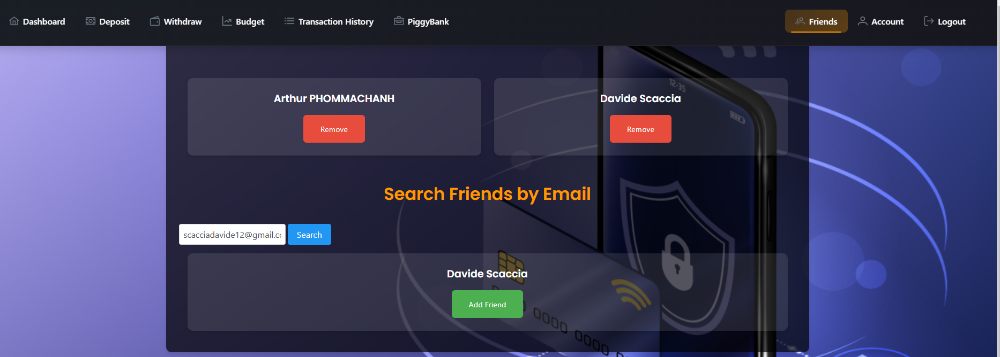 Dashboard Deposit Withdraw Budget Transaction History PiggyBank Friends Account Logout
12-35
Arthur PHOMMACHANH Davide Scaccia
Remove Remove
Search Friends by Email
scacciadavide12@gmail.co Search
Davide Scaccia
Add Friend
0000 0000